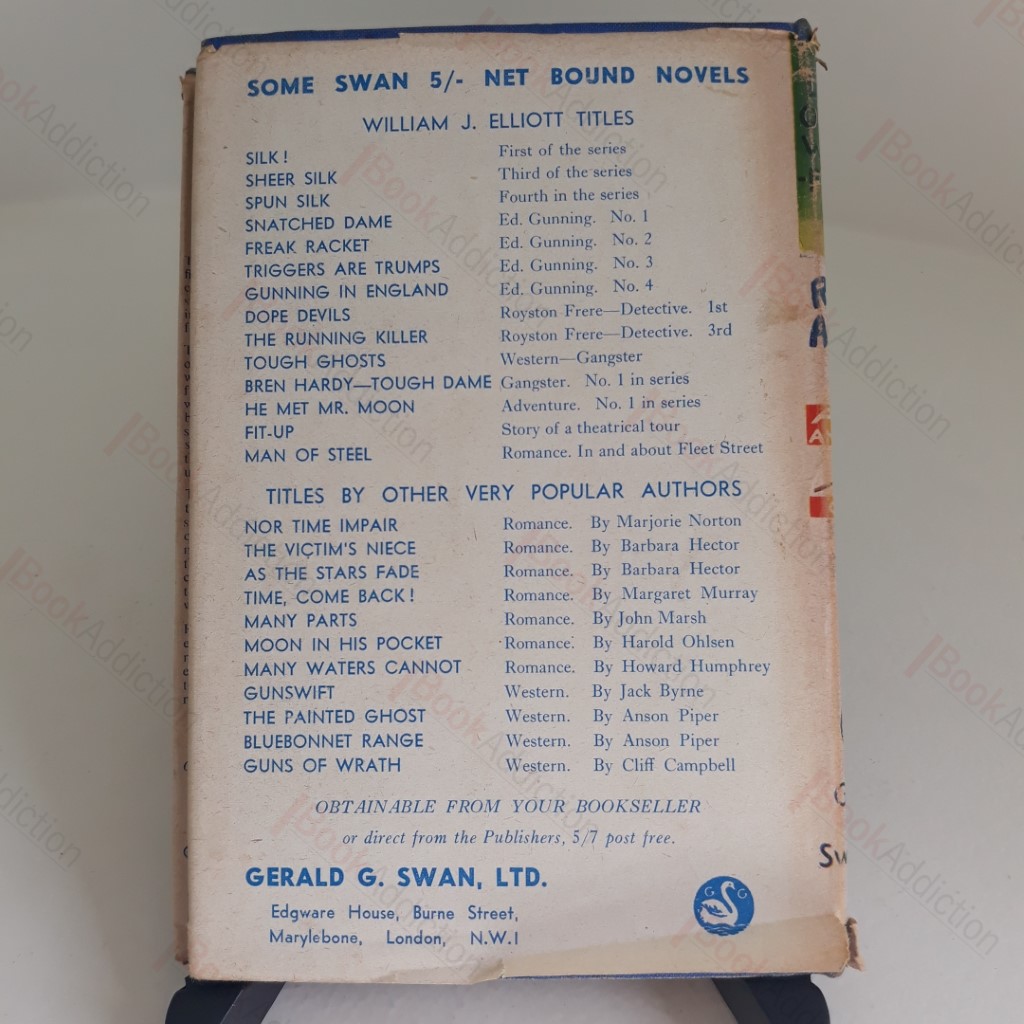 SOME SWAN 5/- NET BOUND NOVELS
WILLIAM J. ELLIOTT TITLES
SILK! First of the series
SHEER SILK Third of the series
SPUN SILK Fourth in the series
SNATCHED DAME Ed. Gunning. No. 1
FREAK RACKET Ed. Gunning. No. 2
TRIGGERS ARE TRUMPS Ed. Gunning. No. 3
GUNNING IN ENGLAND Ed. Gunning. No. 4
DOPE DEVILS Royston Frere—Detective. 1st
THE RUNNING KILLER Royston Frere—Detective. 3rd
TOUGH GHOSTS Western—Gangster
BREN HARDY—TOUGH DAME Gangster. No. 1 in series
HE MET MR. MOON Adventure. No. 1 in series
FIT-UP Story of a theatrical tour
MAN OF STEEL Romance. In and about Fleet Street
TITLES BY OTHER VERY POPULAR AUTHORS
NOR TIME IMPAIR Romance. By Marjorie Norton
THE VICTIM'S NIECE Romance. By Barbara Hector
AS THE STARS FADE Romance. By Barbara Hector
TIME, COME BACK! Romance. By Margaret Murray
MANY PARTS Romance. By John Marsh
MOON IN HIS POCKET Romance. By Harold Ohlsen
MANY WATERS CANNOT Romance. By Howard Humphrey
GUNSWIFT Western. By Jack Byrne
THE PAINTED GHOST Western. By Anson Piper
BLUEBONNET RANGE Western. By Anson Piper
GUNS OF WRATH Western. By Cliff Campbell
OBTAINABLE FROM YOUR BOOKSELLER
or direct from the Publishers, 5/7 post free.
GERALD G. SWAN, LTD.
Edgware House, Burne Street,
Marylebone, London, N.W.1
G G S
BookAddiction